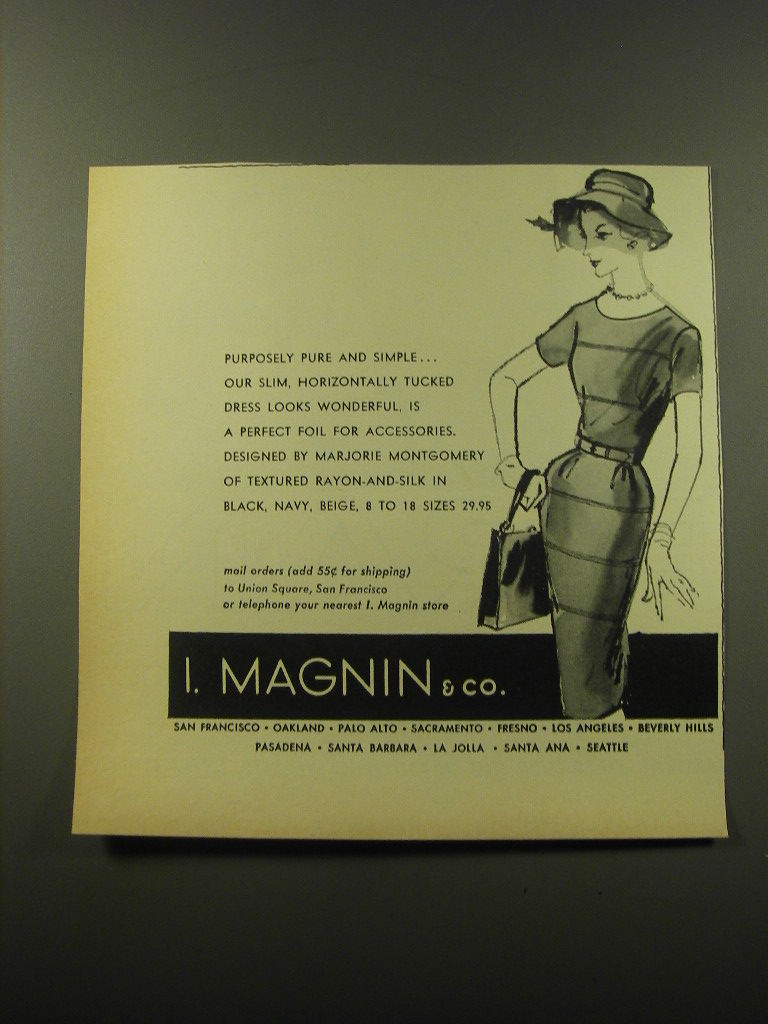 PURPOSELY PURE AND SIMPLE...
OUR SLIM, HORIZONTALLY TUCKED
DRESS LOOKS WONDERFUL, IS
A PERFECT FOIL FOR ACCESSORIES.
DESIGNED BY MARJORIE MONTGOMERY
OF TEXTURED RAYON-AND-SILK IN
BLACK, NAVY, BEIGE, 8 TO 18 SIZES 29.95
mail orders (add 55¢ for shipping)
to Union Square, San Francisco
or telephone your nearest I. Magnin store
I. MAGNIN & CO.
SAN FRANCISCO • OAKLAND • PALO ALTO • SACRAMENTO • FRESNO • LOS ANGELES • BEVERLY HILLS
PASADENA • SANTA BARBARA • LA JOLLA • SANTA ANA • SEATTLE